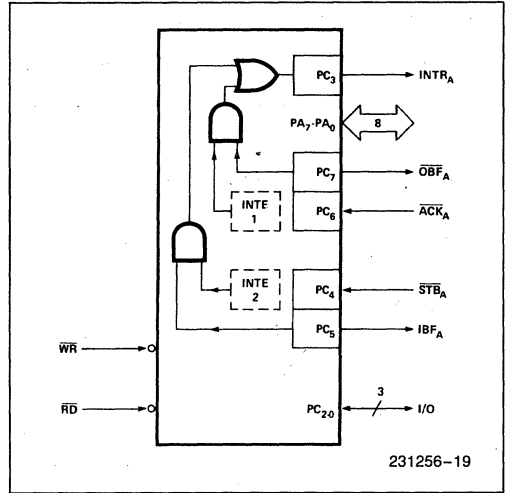 PC3
INTRA
PA7-PA0
8
PC7
OBFA
INTE
1
PC6
ACKA
INTE
2
PC4
STBA
PC5
IBFA
WR
RD
PC2-0
3
I/O
231256-19